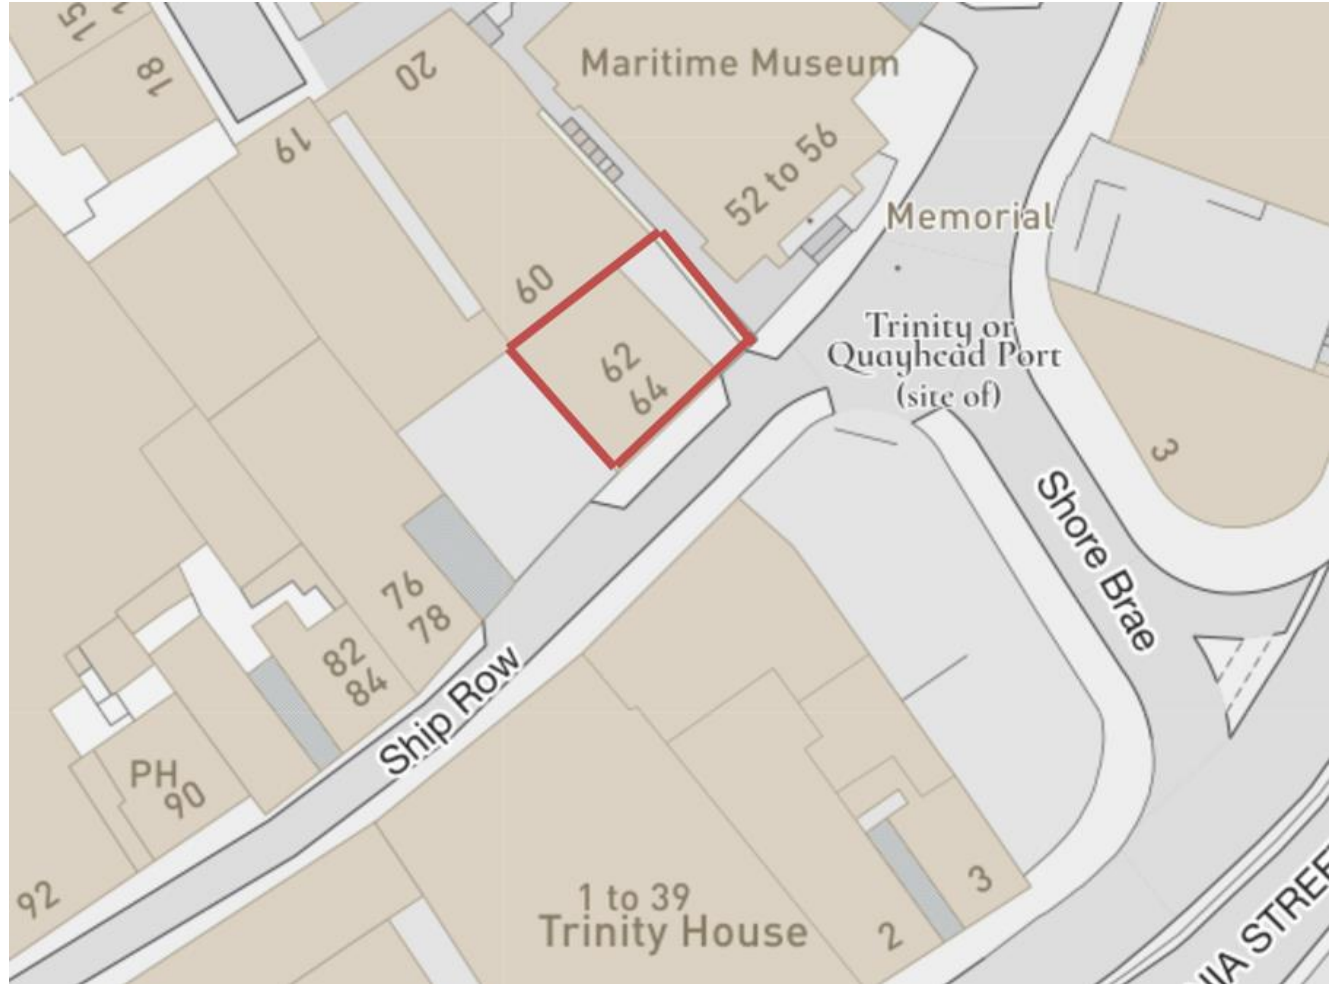 15
18
20
19
Maritime Museum
52 to 56
Memorial
60
62
64
Trinity or
Quayhead Port
(site of)
3
Shore Brae
76
78
82
84
Ship Row
PH
90
92
1 to 39
Trinity House
2
3